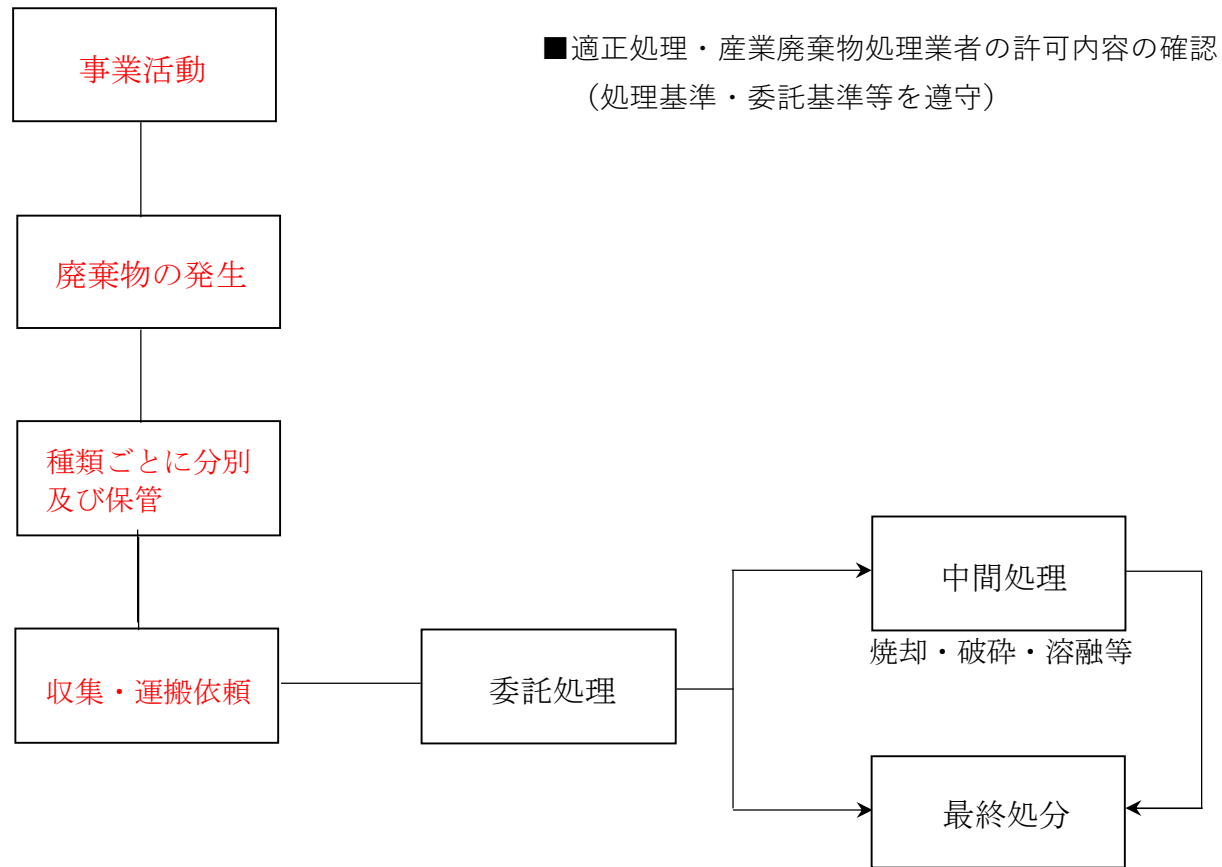 事業活動
■適正処理・産業廃棄物処理業者の許可内容の確認
（処理基準・委託基準等を遵守）
廃棄物の発生
種類ごとに分別
及び保管
収集・運搬依頼
委託処理
中間処理
焼却・破砕・溶融等
最終処分